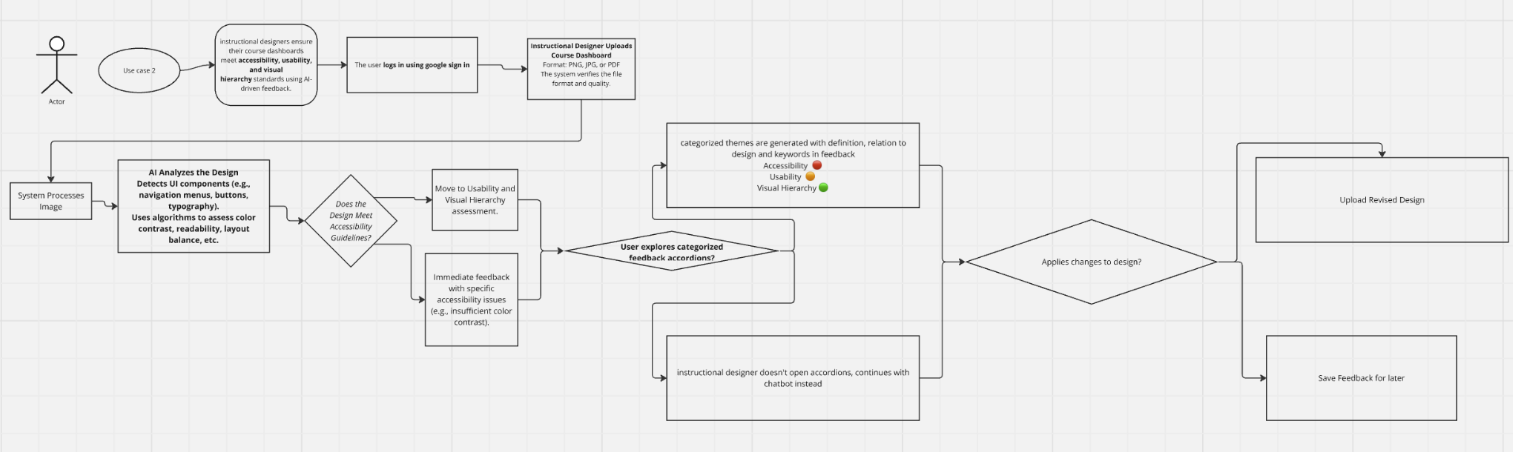 Actor
Use case 2
instructional designers ensure
their course dashboards
meet accessibility, usability,
and visual
hierarchy standards using AI-
driven feedback.
The user logs in using google sign in
Instructional Designer Uploads
Course Dashboard
Format: PNG, JPG, or PDF
The system verifies the file
format and quality.
System Processes
Image
AI Analyzes the Design
Detects UI components (e.g.,
navigation menus, buttons,
typography).
Uses algorithms to assess color
contrast, readability, layout
balance, etc.
Does the
Design Meet
Accessibility
Guidelines?
Move to Usability and
Visual Hierarchy
assessment.
Immediate feedback
with specific
accessibility issues
(e.g., insufficient color
contrast).
User explores categorized
feedback accordions?
categorized themes are generated with definition, relation to
design and keywords in feedback
Accessibility 🔴
Usability 🟠
Visual Hierarchy 🟢
instructional designer doesn't open accordions, continues with
chatbot instead
Applies changes to design?
Upload Revised Design
Save Feedback for later